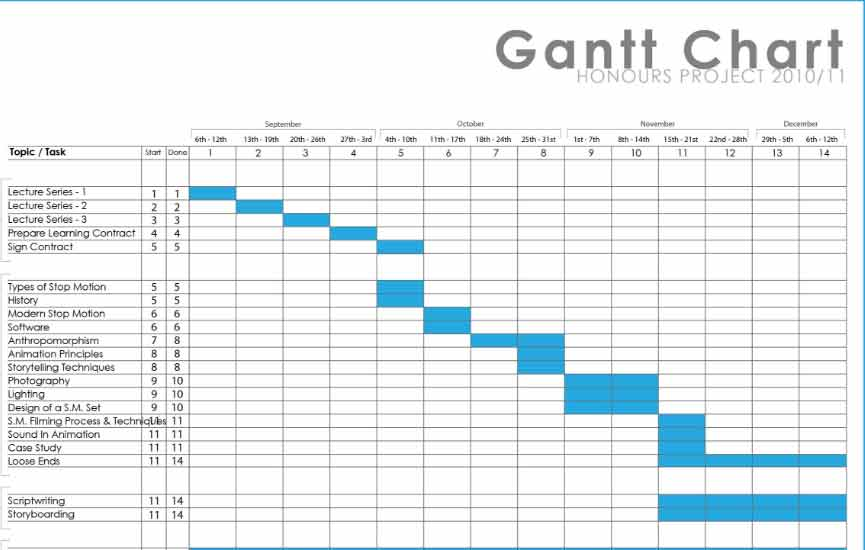 Gantt Chart
HONOURS PROJECT 2010/11
September October November December
6th - 12th 13th - 19th 20th - 26th 27th - 3rd 4th - 10th 11th - 17th 18th - 24th 25th - 31st 1st - 7th 8th - 14th 15th - 21st 22nd - 28th 29th - 5th 6th - 12th
Topic / Task Start Done 1 2 3 4 5 6 7 8 9 10 11 12 13 14
Lecture Series - 1 1 1
Lecture Series - 2 2 2
Lecture Series - 3 3 3
Prepare Learning Contract 4 4
Sign Contract 5 5
Types of Stop Motion 5 5
History 5 5
Modern Stop Motion 6 6
Software 6 6
Anthropomorphism 7 8
Animation Principles 8 8
Storytelling Techniques 8 8
Photography 9 10
Lighting 9 10
Design of a S.M. Set 9 10
S.M. Filming Process & Techniques 11
Sound In Animation 11 11
Case Study 11 11
Loose Ends 11 14
Scriptwriting 11 14
Storyboarding 11 14